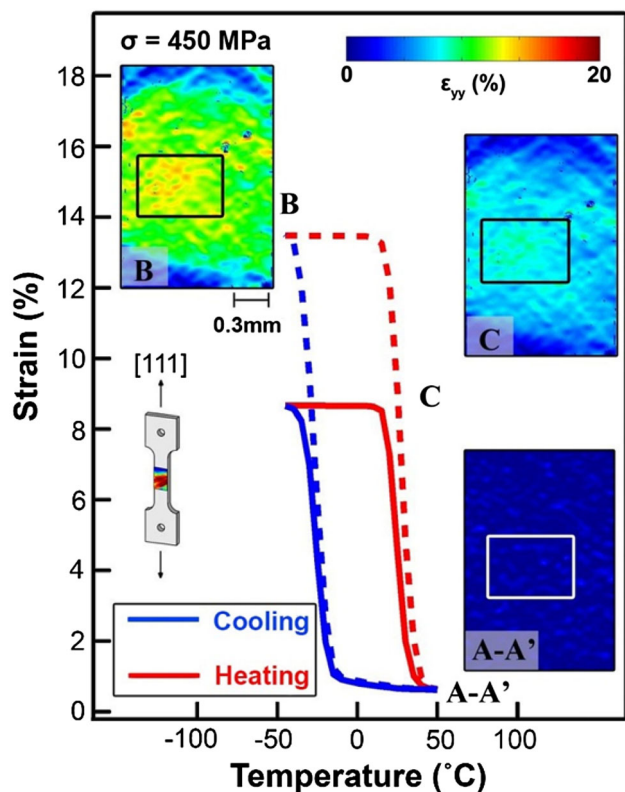 σ = 450 MPa
0
20
εyy (%)
18
16
14
12
10
8
6
4
2
0
Strain (%)
B
B
0.3mm
C
C
[111]
Cooling
Heating
A-A’
A-A’
-100
-50
0
50
100
Temperature (˚C)